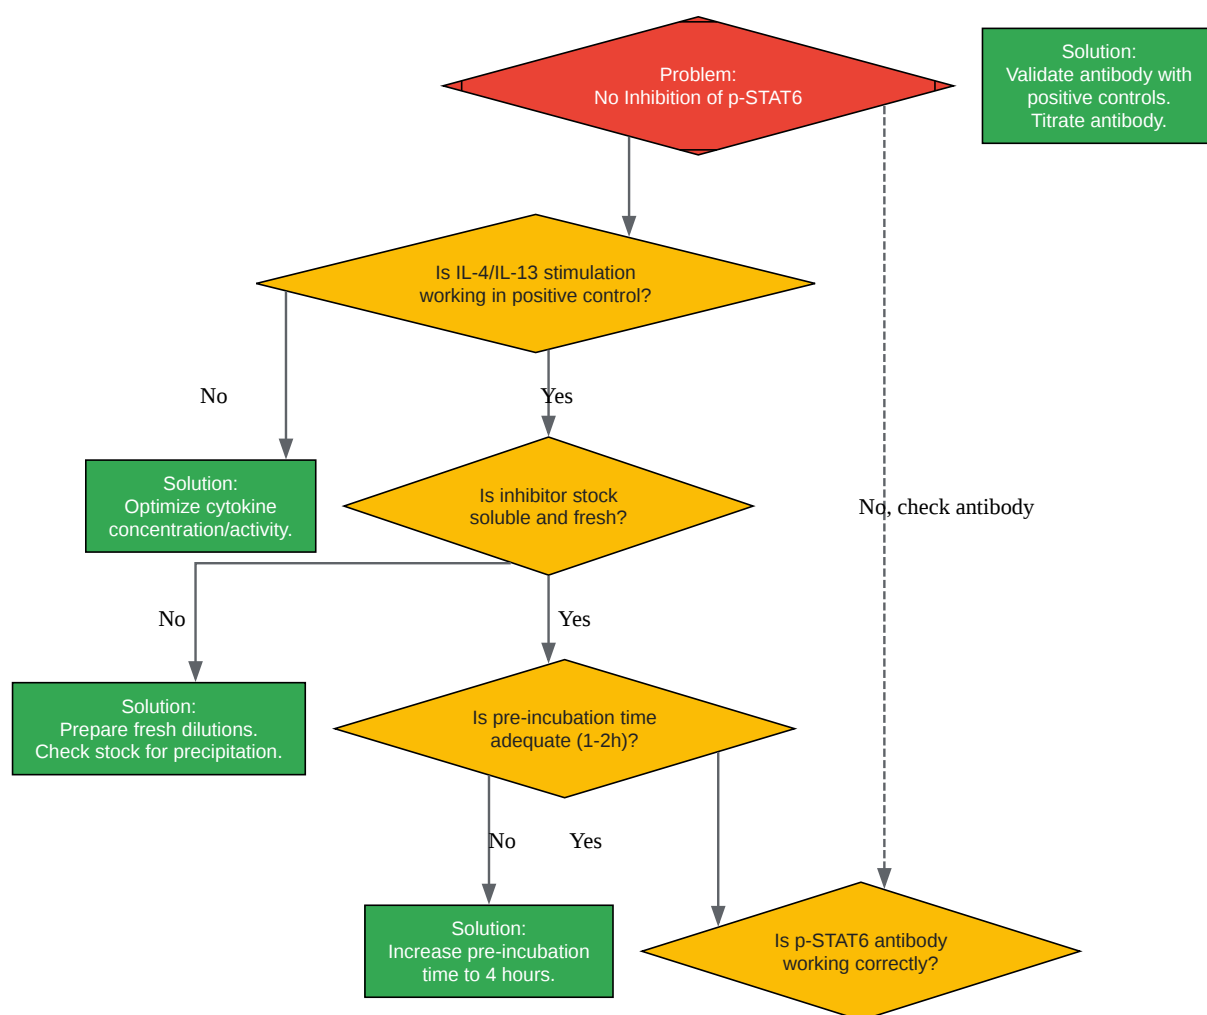 Problem:
No Inhibition of p-STAT6
Solution:
Validate antibody with
positive controls.
Titrate antibody.
Is IL-4/IL-13 stimulation
working in positive control?
No
Yes
Solution:
Optimize cytokine
concentration/activity.
Is inhibitor stock
soluble and fresh?
No, check antibody
No
Yes
Solution:
Prepare fresh dilutions.
Check stock for precipitation.
Is pre-incubation time
adequate (1-2h)?
No
Yes
Solution:
Increase pre-incubation
time to 4 hours.
Is p-STAT6 antibody
working correctly?